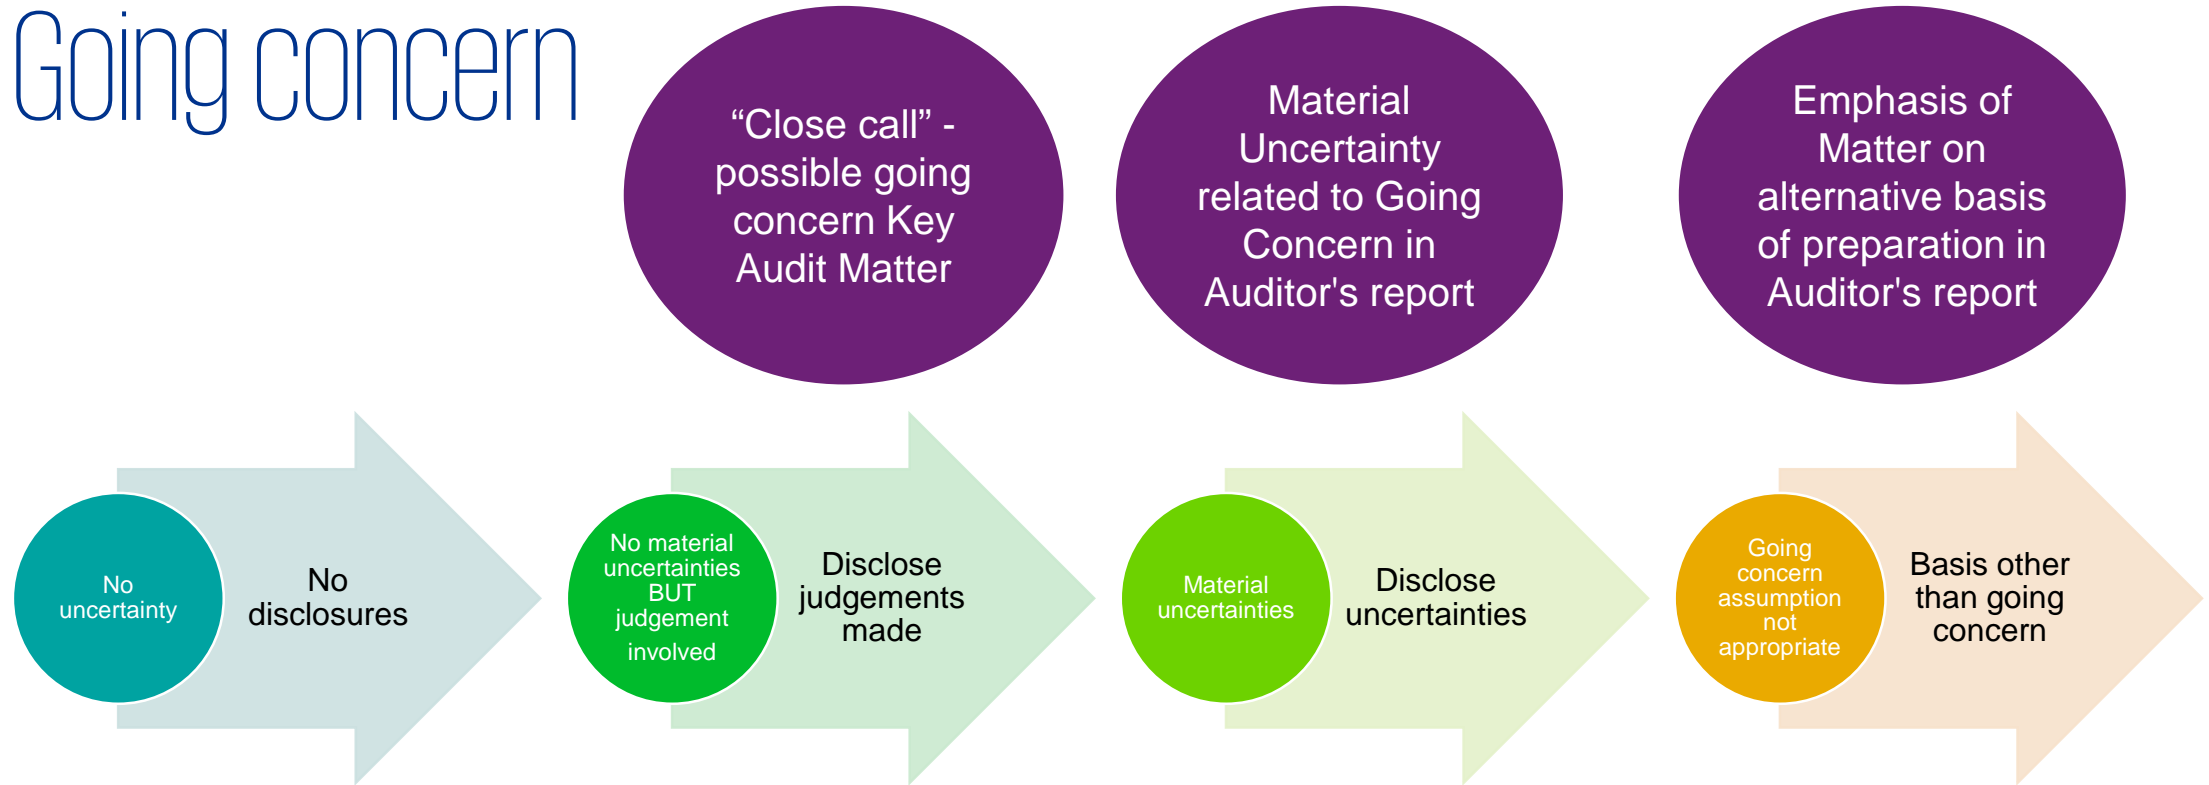 Going concern
“Close call” -
possible going
concern Key
Audit Matter
Material
Uncertainty
related to Going
Concern in
Auditor's report
Emphasis of
Matter on
alternative basis
of preparation in
Auditor's report
No
uncertainty
No
disclosures
No material
uncertainties
BUT
judgement
involved
Disclose
judgements
made
Material
uncertainties
Disclose
uncertainties
Going
concern
assumption
not
appropriate
Basis other
than going
concern